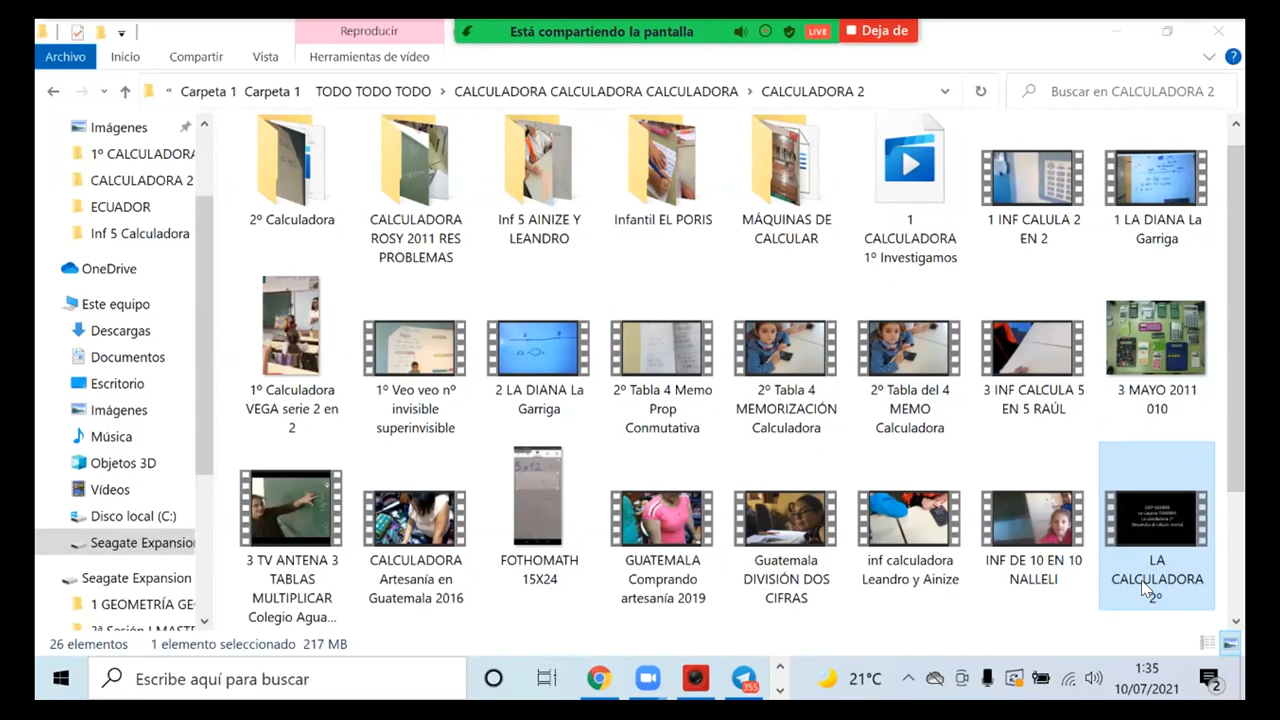 Reproducir
Está compartiendo la pantalla
LIVE
Deja de
Archivo
Inicio
Compartir
Vista
Herramientas de vídeo
« Carpeta 1 Carpeta 1 TODO TODO TODO > CALCULADORA CALCULADORA CALCULADORA > CALCULADORA 2
Buscar en CALCULADORA 2
Imágenes
1º CALCULADORA
CALCULADORA 2
ECUADOR
Inf 5 Calculadora
OneDrive
Este equipo
Descargas
Documentos
Escritorio
Imágenes
Música
Objetos 3D
Vídeos
Disco local (C:)
Seagate Expansio
Seagate Expansion
1 GEOMETRÍA GE
2º Calculadora
CALCULADORA
ROSY 2011 RES
PROBLEMAS
Inf 5 AINIZE Y
LEANDRO
Infantil EL PORIS
MÁQUINAS DE
CALCULAR
1
CALCULADORA
1º Investigamos
1 INF CALULA 2
EN 2
1 LA DIANA La
Garriga
1º Calculadora
VEGA serie 2 en
2
1º Veo veo nº
invisible
superinvisible
2 LA DIANA La
Garriga
2º Tabla 4 Memo
Prop
Conmutativa
2º Tabla 4
MEMORIZACIÓN
Calculadora
2º Tabla del 4
MEMO
Calculadora
3 INF CALCULA 5
EN 5 RAÚL
3 MAYO 2011
010
3 TV ANTENA 3
TABLAS
MULTIPLICAR
Colegio Agua...
CALCULADORA
Artesanía en
Guatemala 2016
5x12
FOTHOMATH
15X24
GUATEMALA
Comprando
artesanía 2019
Guatemala
DIVISIÓN DOS
CIFRAS
inf calculadora
Leandro y Ainize
INF DE 10 EN 10
NALLELI
LA
CALCULADORA
2º
26 elementos
1 elemento seleccionado 217 MB
Escribe aquí para buscar
355
21°C
1:35
10/07/2021
2